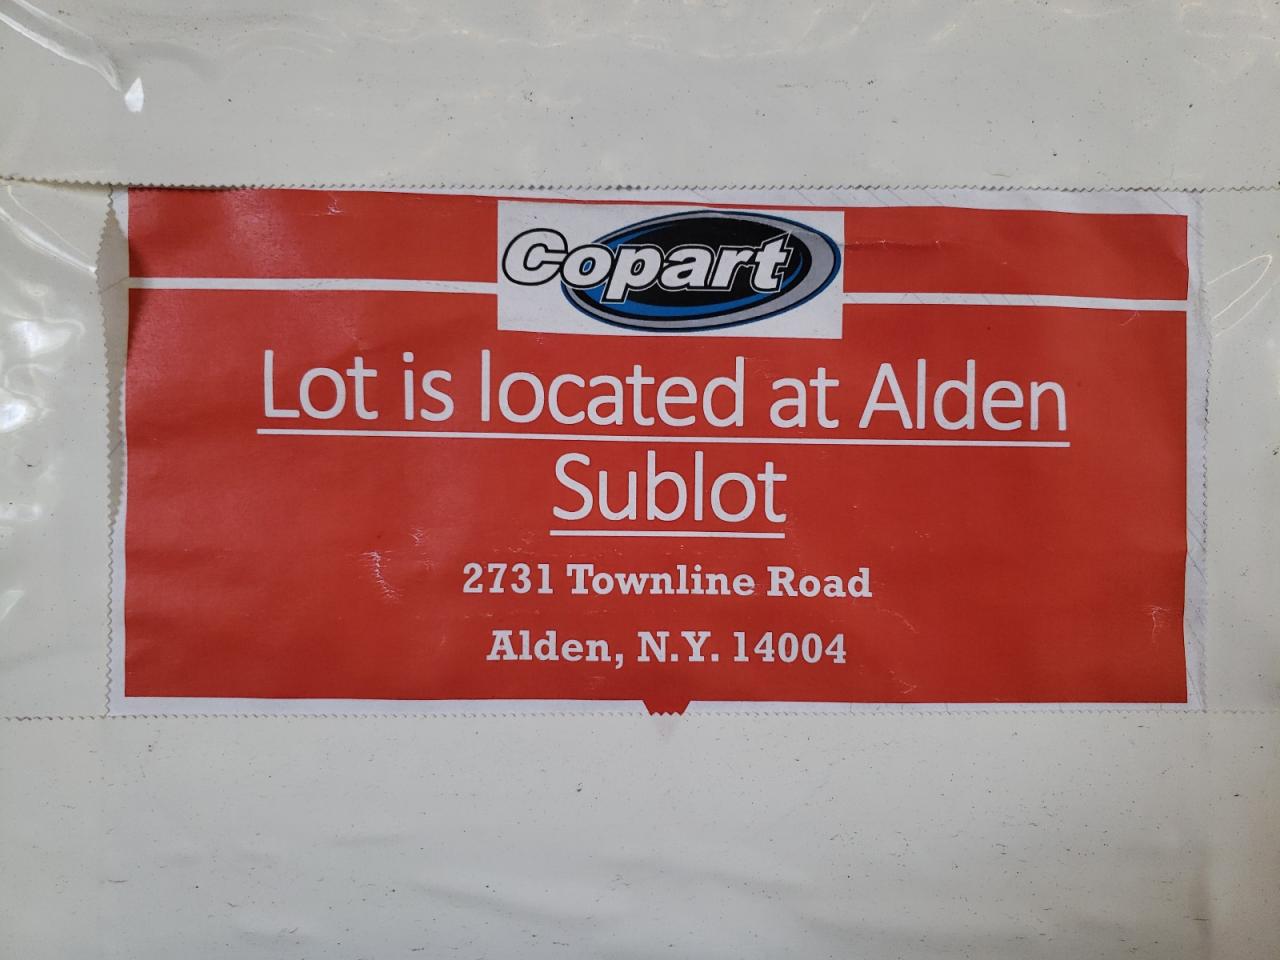 Copart
Lot is located at Alden
Sublot
2731 Townline Road
Alden, N.Y. 14004